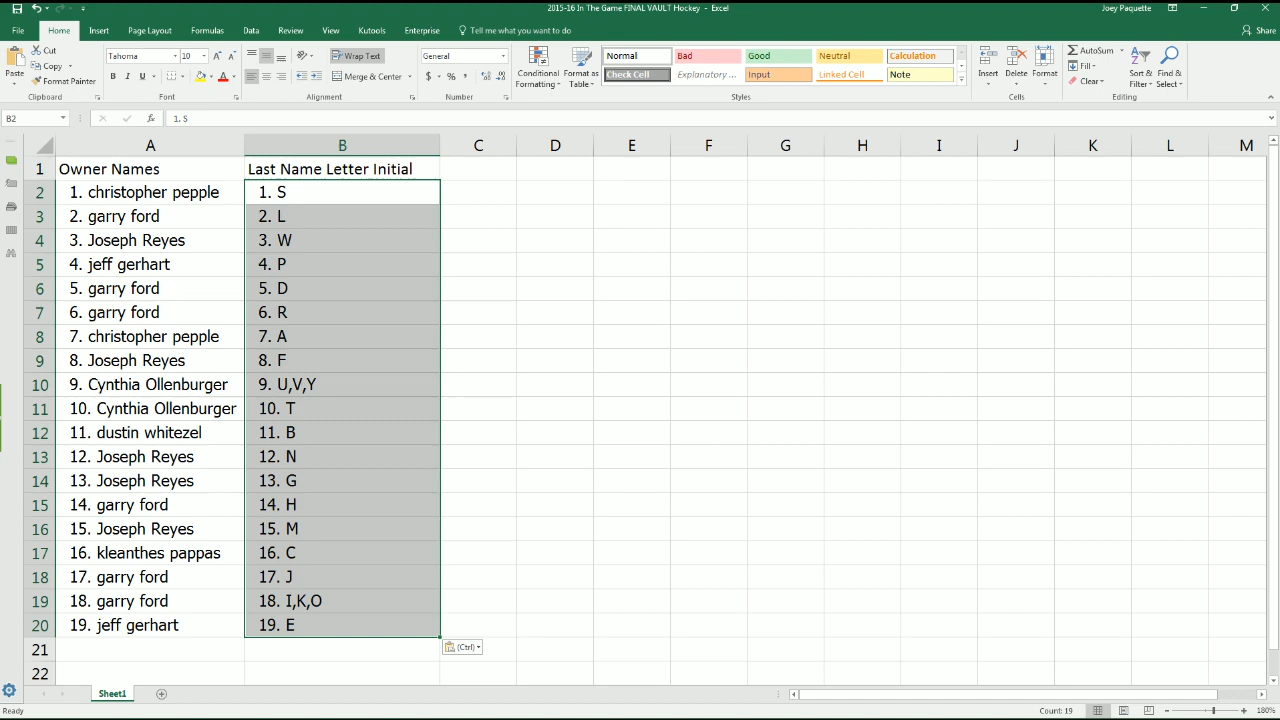 2015-16 In The Game FINAL VAULT Hockey - Excel
Joey Paquette
File Home Insert Page Layout Formulas Data Review View Kutools Enterprise Tell me what you want to do Share
Paste
Cut
Copy
Format Painter
Clipboard
Tahoma 10
B I U A
Font
Wrap Text
Merge & Center
Alignment
General
$ % ,
Number
Conditional Formatting
Format as Table
Normal Bad Good Neutral Calculation
Check Cell Explanatory ... Input Linked Cell Note
Styles
Insert Delete Format
Cells
AutoSum
Fill
Clear
Sort & Filter
Find & Select
Editing
B2 fx 1. S
A B C D E F G H I J K L M
1 Owner Names Last Name Letter Initial
2 1. christopher pepple 1. S
3 2. garry ford 2. L
4 3. Joseph Reyes 3. W
5 4. jeff gerhart 4. P
6 5. garry ford 5. D
7 6. garry ford 6. R
8 7. christopher pepple 7. A
9 8. Joseph Reyes 8. F
10 9. Cynthia Ollenburger 9. U,V,Y
11 10. Cynthia Ollenburger 10. T
12 11. dustin whitezel 11. B
13 12. Joseph Reyes 12. N
14 13. Joseph Reyes 13. G
15 14. garry ford 14. H
16 15. Joseph Reyes 15. M
17 16. kleanthes pappas 16. C
18 17. garry ford 17. J
19 18. garry ford 18. I,K,O
20 19. jeff gerhart 19. E
21 (Ctrl)
22
Sheet1
Ready Count: 19 180%